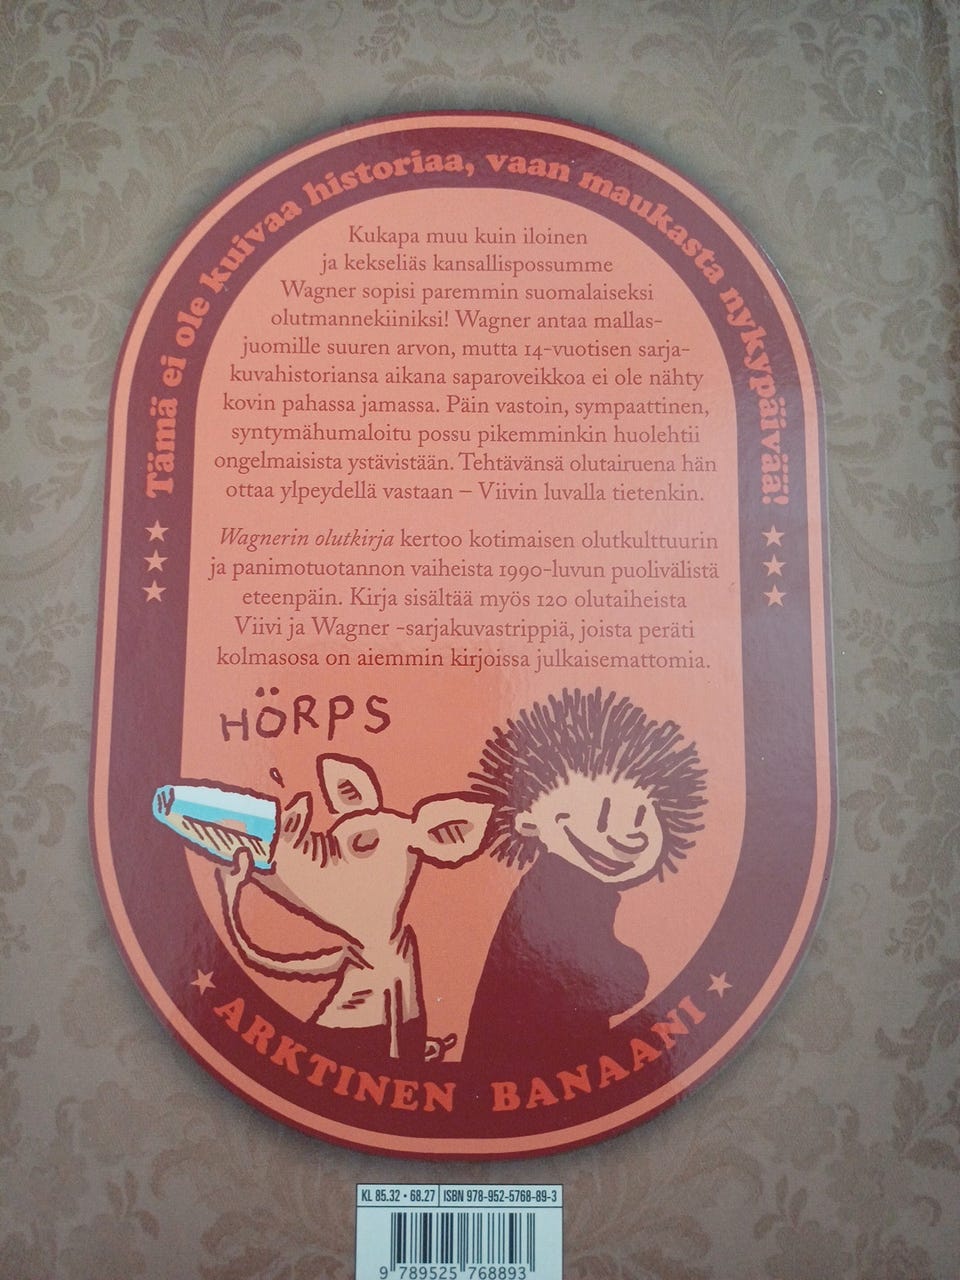 Tämä ei ole kuivaa historiaa, vaan maukasta nykypäivää!
Kukapa muu kuin iloinen
ja kekseliäs kansallispossumme
Wagner sopisi paremmin suomalaiseksi
olutmannekiiniksi! Wagner antaa mallas-
juomille suuren arvon, mutta 14-vuotisen sarja-
kuvahistoriansa aikana saparoveikkoa ei ole nähty
kovin pahassa jamassa. Päin vastoin, sympaattinen,
syntymähumaloitu possu pikemminkin huolehtii
ongelmaisista ystävistään. Tehtävänsä olutairuena hän
ottaa ylpeydellä vastaan – Viivin luvalla tietenkin.
Wagnerin olutkirja kertoo kotimaisen olutkulttuurin
ja panimotuotannon vaiheista 1990-luvun puolivälistä
eteenpäin. Kirja sisältää myös 120 olutaiheista
Viivi ja Wagner -sarjakuvastrippiä, joista peräti
kolmasosa on aiemmin kirjoissa julkaisemattomia.
HÖRPS
ARKTINEN BANAANI
KL 85.32 • 68.27 ISBN 978-952-5768-89-3
9 789525 768893